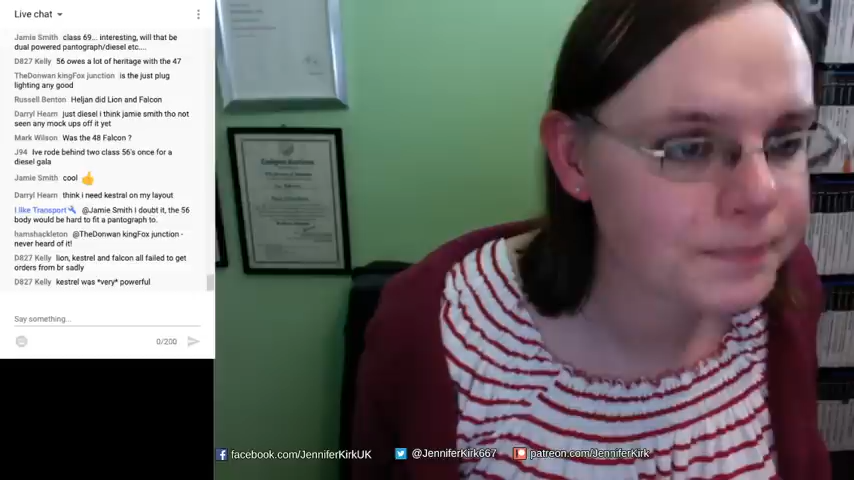 Live chat
Jamie Smith class 69... interesting, will that be
dual powered pantograph/diesel etc....
D827 Kelly 56 owes a lot of heritage with the 47
TheDonwan kingFox junction is the just plug
lighting any good
Russell Benton Heljan did Lion and Falcon
Darryl Hearn just diesel i think jamie smith tho not
seen any mock ups off it yet
Mark Wilson Was the 48 Falcon ?
J94 Ive rode behind two class 56's once for a
diesel gala
Jamie Smith cool 👍
Darryl Hearn think i need kestral on my layout
I like Transport @Jamie Smith I doubt it, the 56
body would be hard to fit a pantograph to.
hamshackleton @TheDonwan kingFox junction -
never heard of it!
D827 Kelly lion, kestrel and falcon all failed to get
orders from br sadly
D827 Kelly kestrel was *very* powerful
Say something...
0/200
facebook.com/JenniferKirkUK
@JenniferKirk667
patreon.com/JenniferKirk